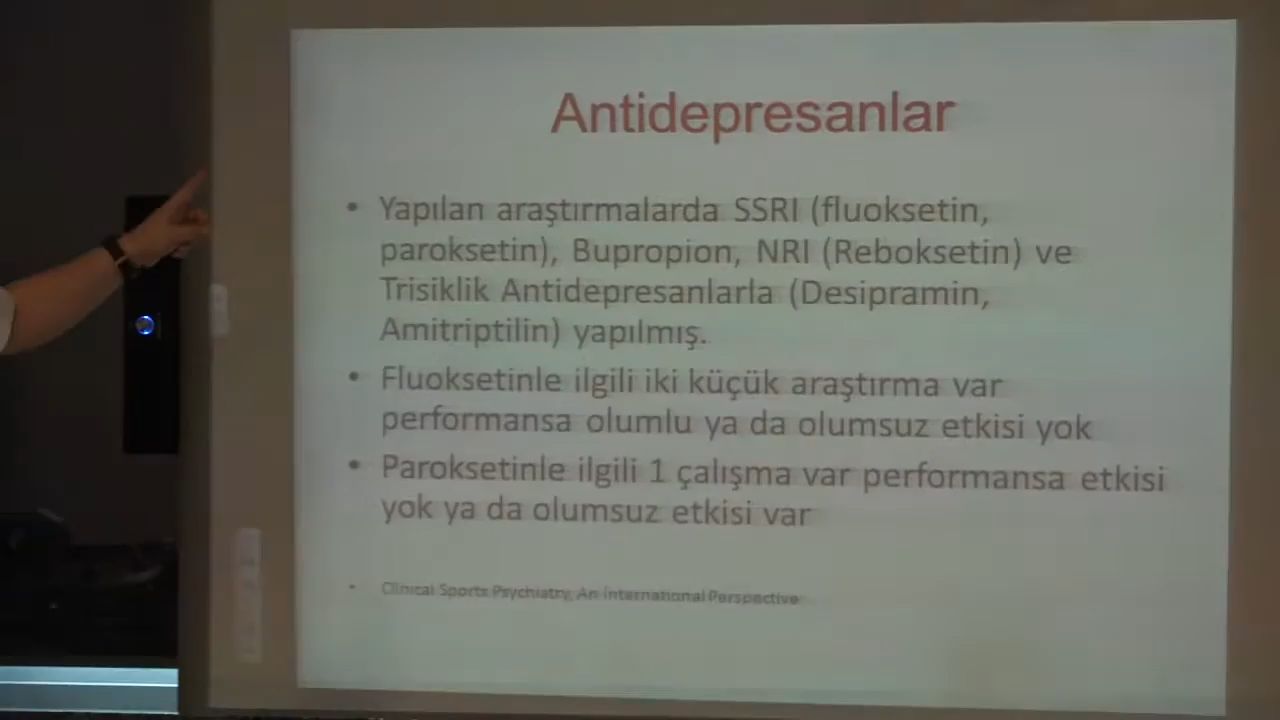 Antidepresanlar
• Yapılan araştırmalarda SSRI (fluoksetin,
paroksetin), Bupropion, NRI (Reboksetin) ve
Trisiklik Antidepresanlarla (Desipramin,
Amitriptilin) yapılmış.
• Fluoksetinle ilgili iki küçük araştırma var
performansa olumlu ya da olumsuz etkisi yok
• Paroksetinle ilgili 1 çalışma var performansa etkisi
yok ya da olumsuz etkisi var
• Clinical Sports Psychiatry, An International Perspective